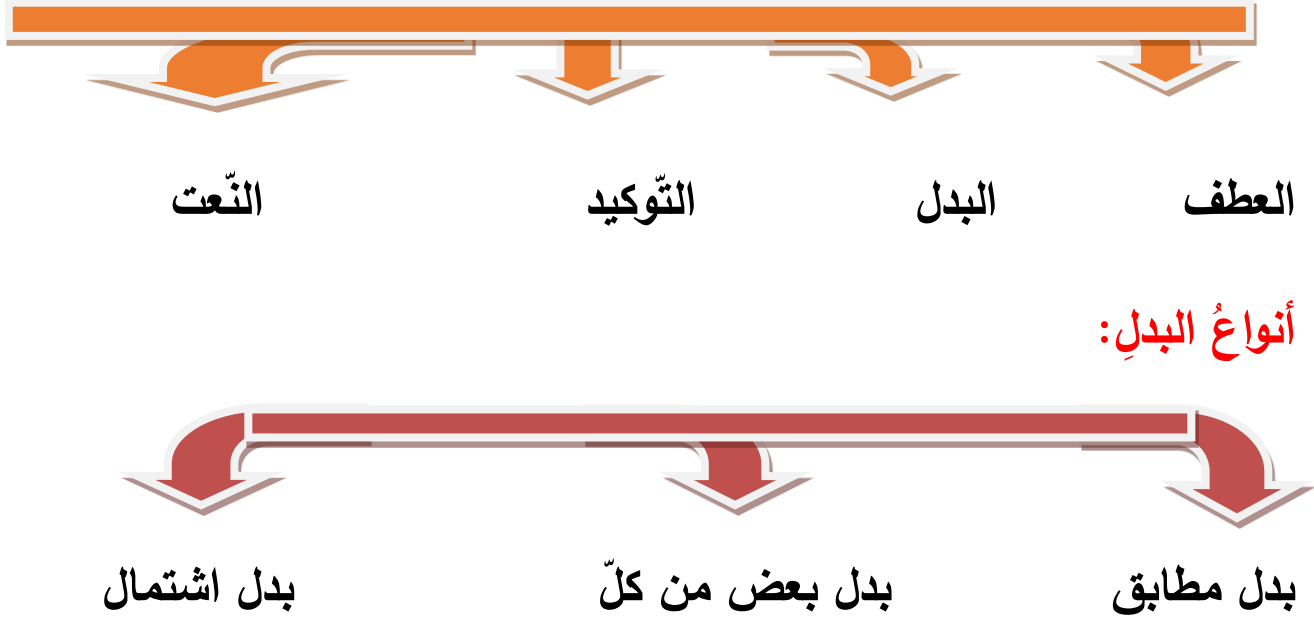 العطف البدل التّوكيد النّعت
أنواعُ البدلِ:
بدل مطابق بدل بعض من كلّ بدل اشتمال